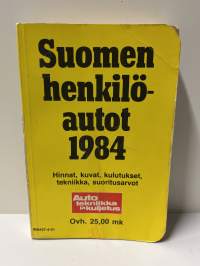 Suomen
henkilö-
autot
1984
Hinnat, kuvat, kulutukset,
tekniikka, suoritusarvot
Auto
tekniikka
ja kuljetus
Ovh. 25,00 mk